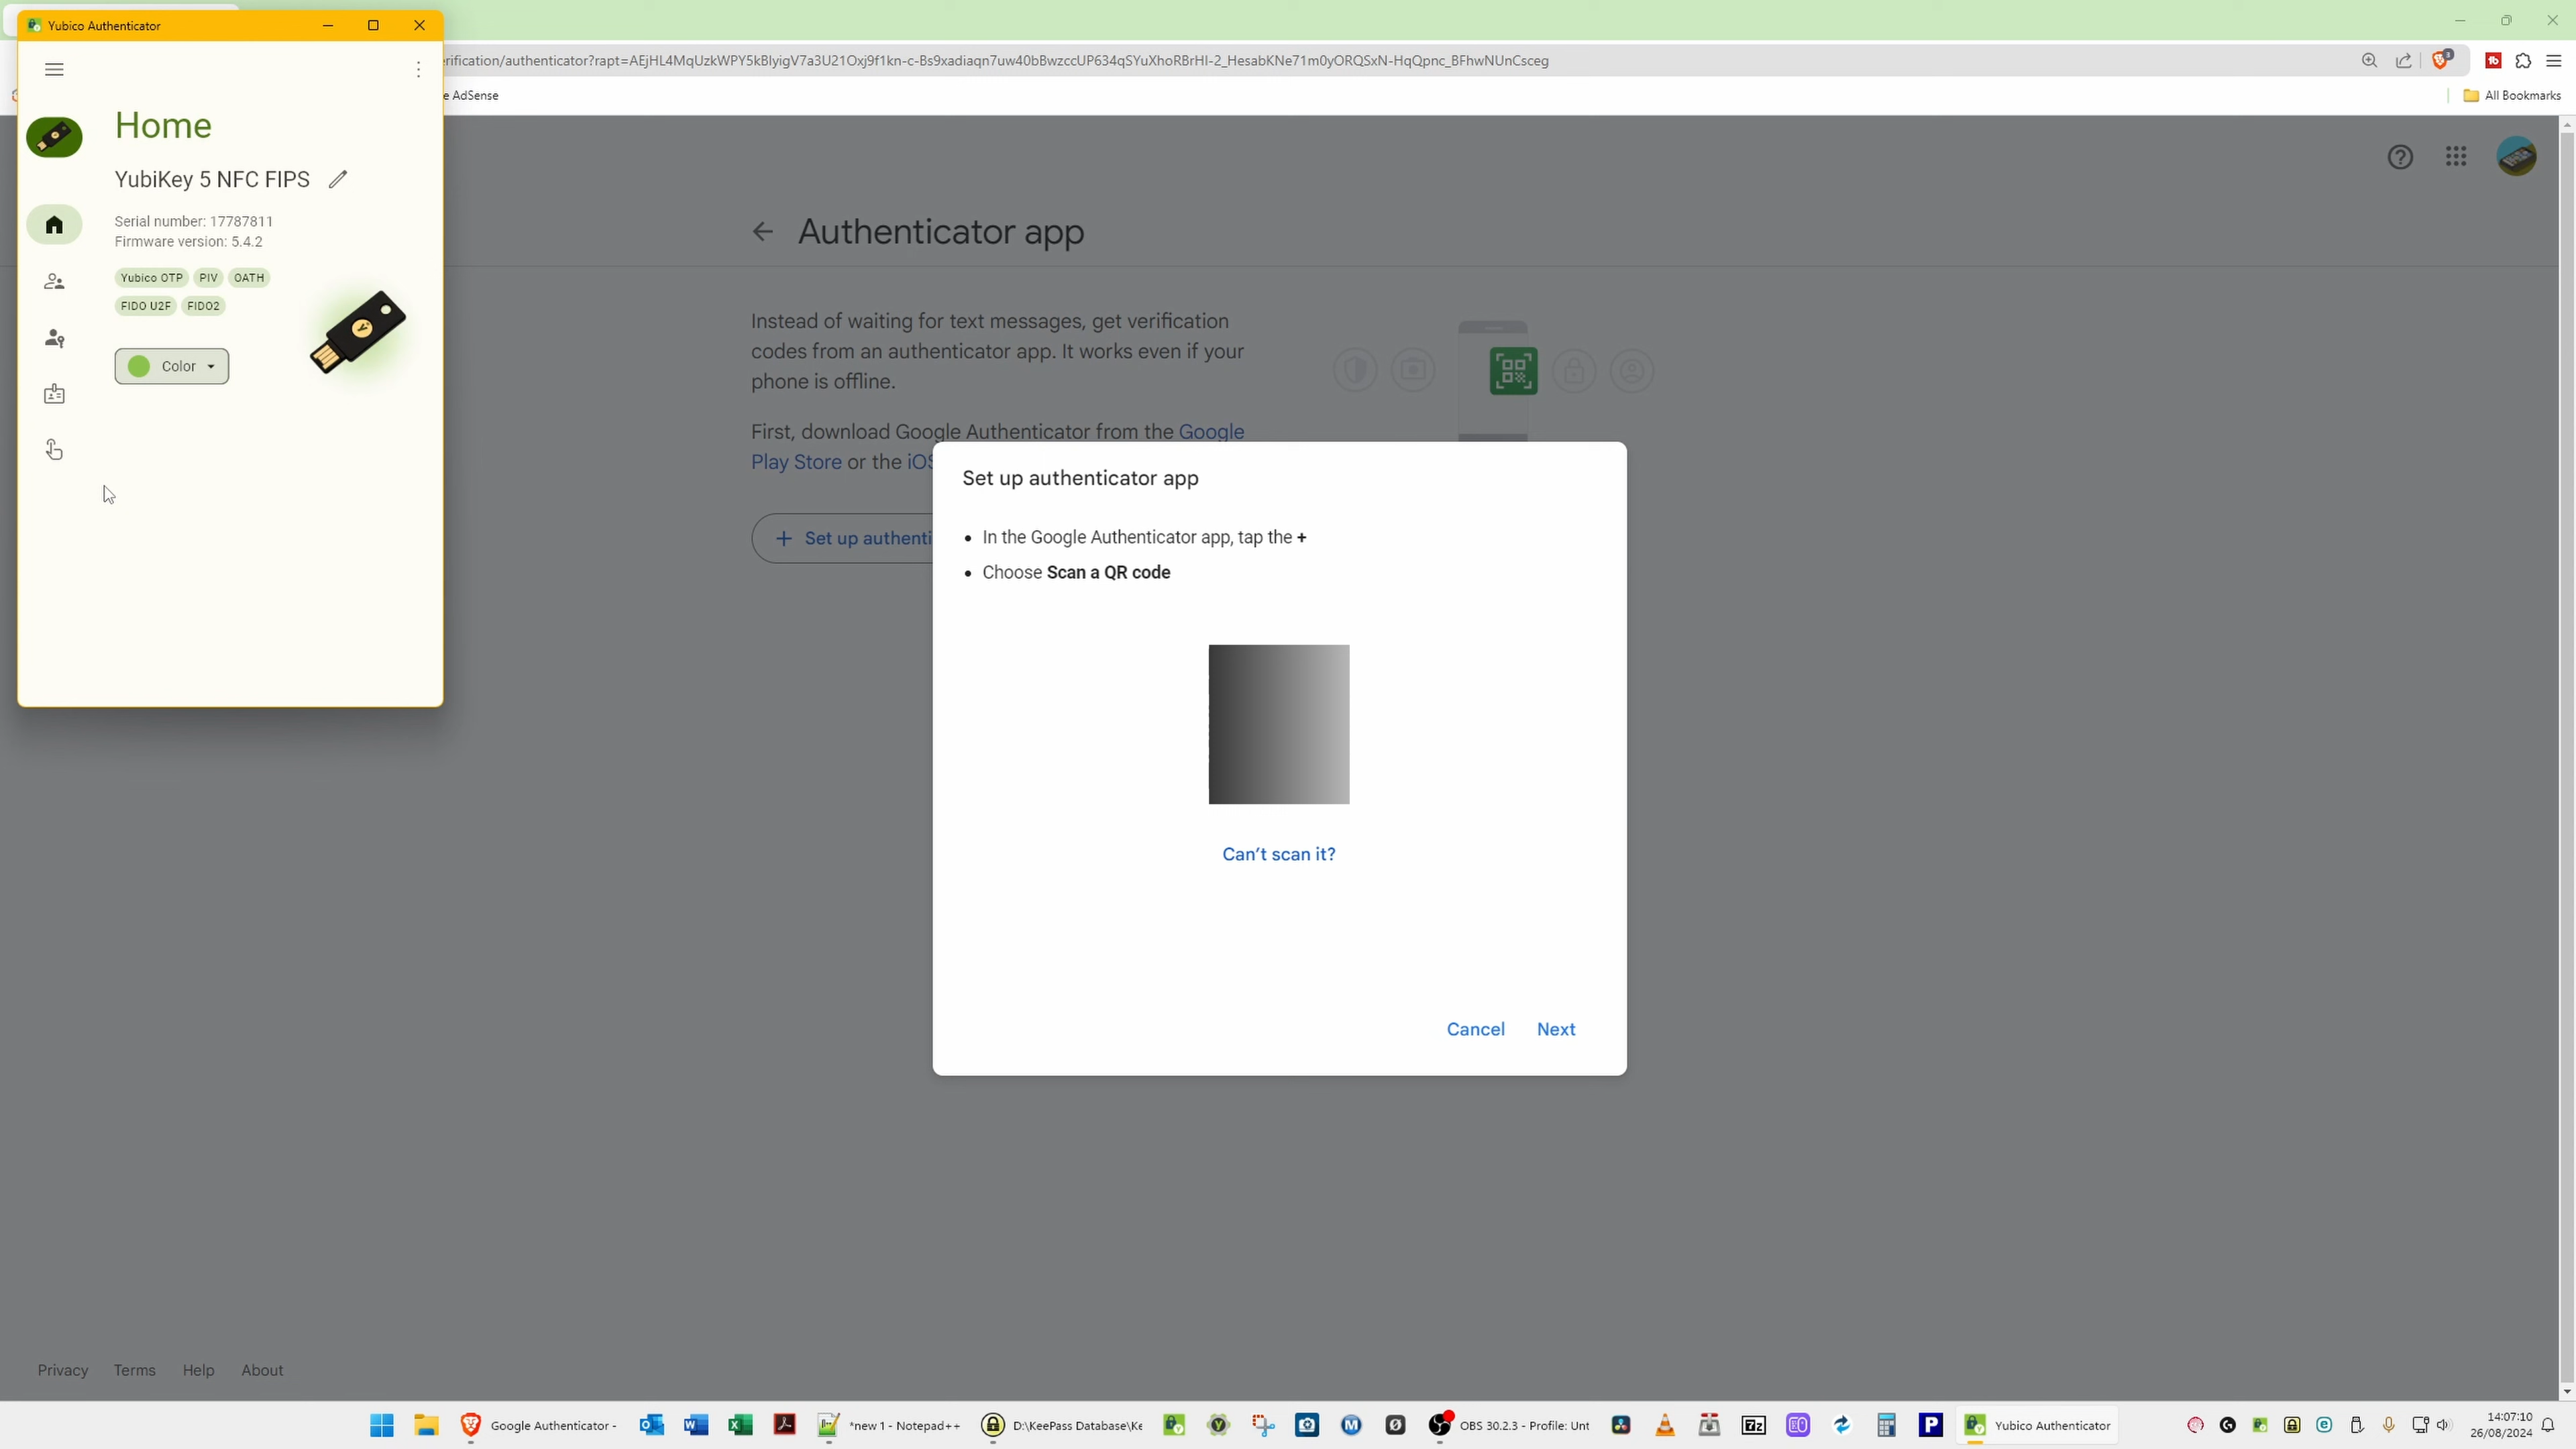 Yubico Authenticator
erification/authenticator?rapt=AEjHL4MqUzkWPY5kBIyigV7a3U21Oxj9f1kn-c-Bs9xadiaqn7uw40bBwzccUP634qSYuXhoRBrHI-2_HesabKNe71m0yORQSxN-HqQpnc_BFhwNUnCsceg
3
e AdSense
All Bookmarks
Home
YubiKey 5 NFC FIPS
Serial number: 17787811
Firmware version: 5.4.2
Yubico OTP PIV OATH
FIDO U2F FIDO2
Color
Authenticator app
Instead of waiting for text messages, get verification
codes from an authenticator app. It works even if your
phone is offline.
First, download Google Authenticator from the Google
Play Store or the iOS
+ Set up authenti
Set up authenticator app
• In the Google Authenticator app, tap the +
• Choose Scan a QR code
Can't scan it?
Cancel Next
Privacy Terms Help About
Google Authenticator -
*new 1 - Notepad++
D:\KeePass Database\Ke
OBS 30.2.3 - Profile: Unt
Yubico Authenticator
14:07:10
26/08/2024